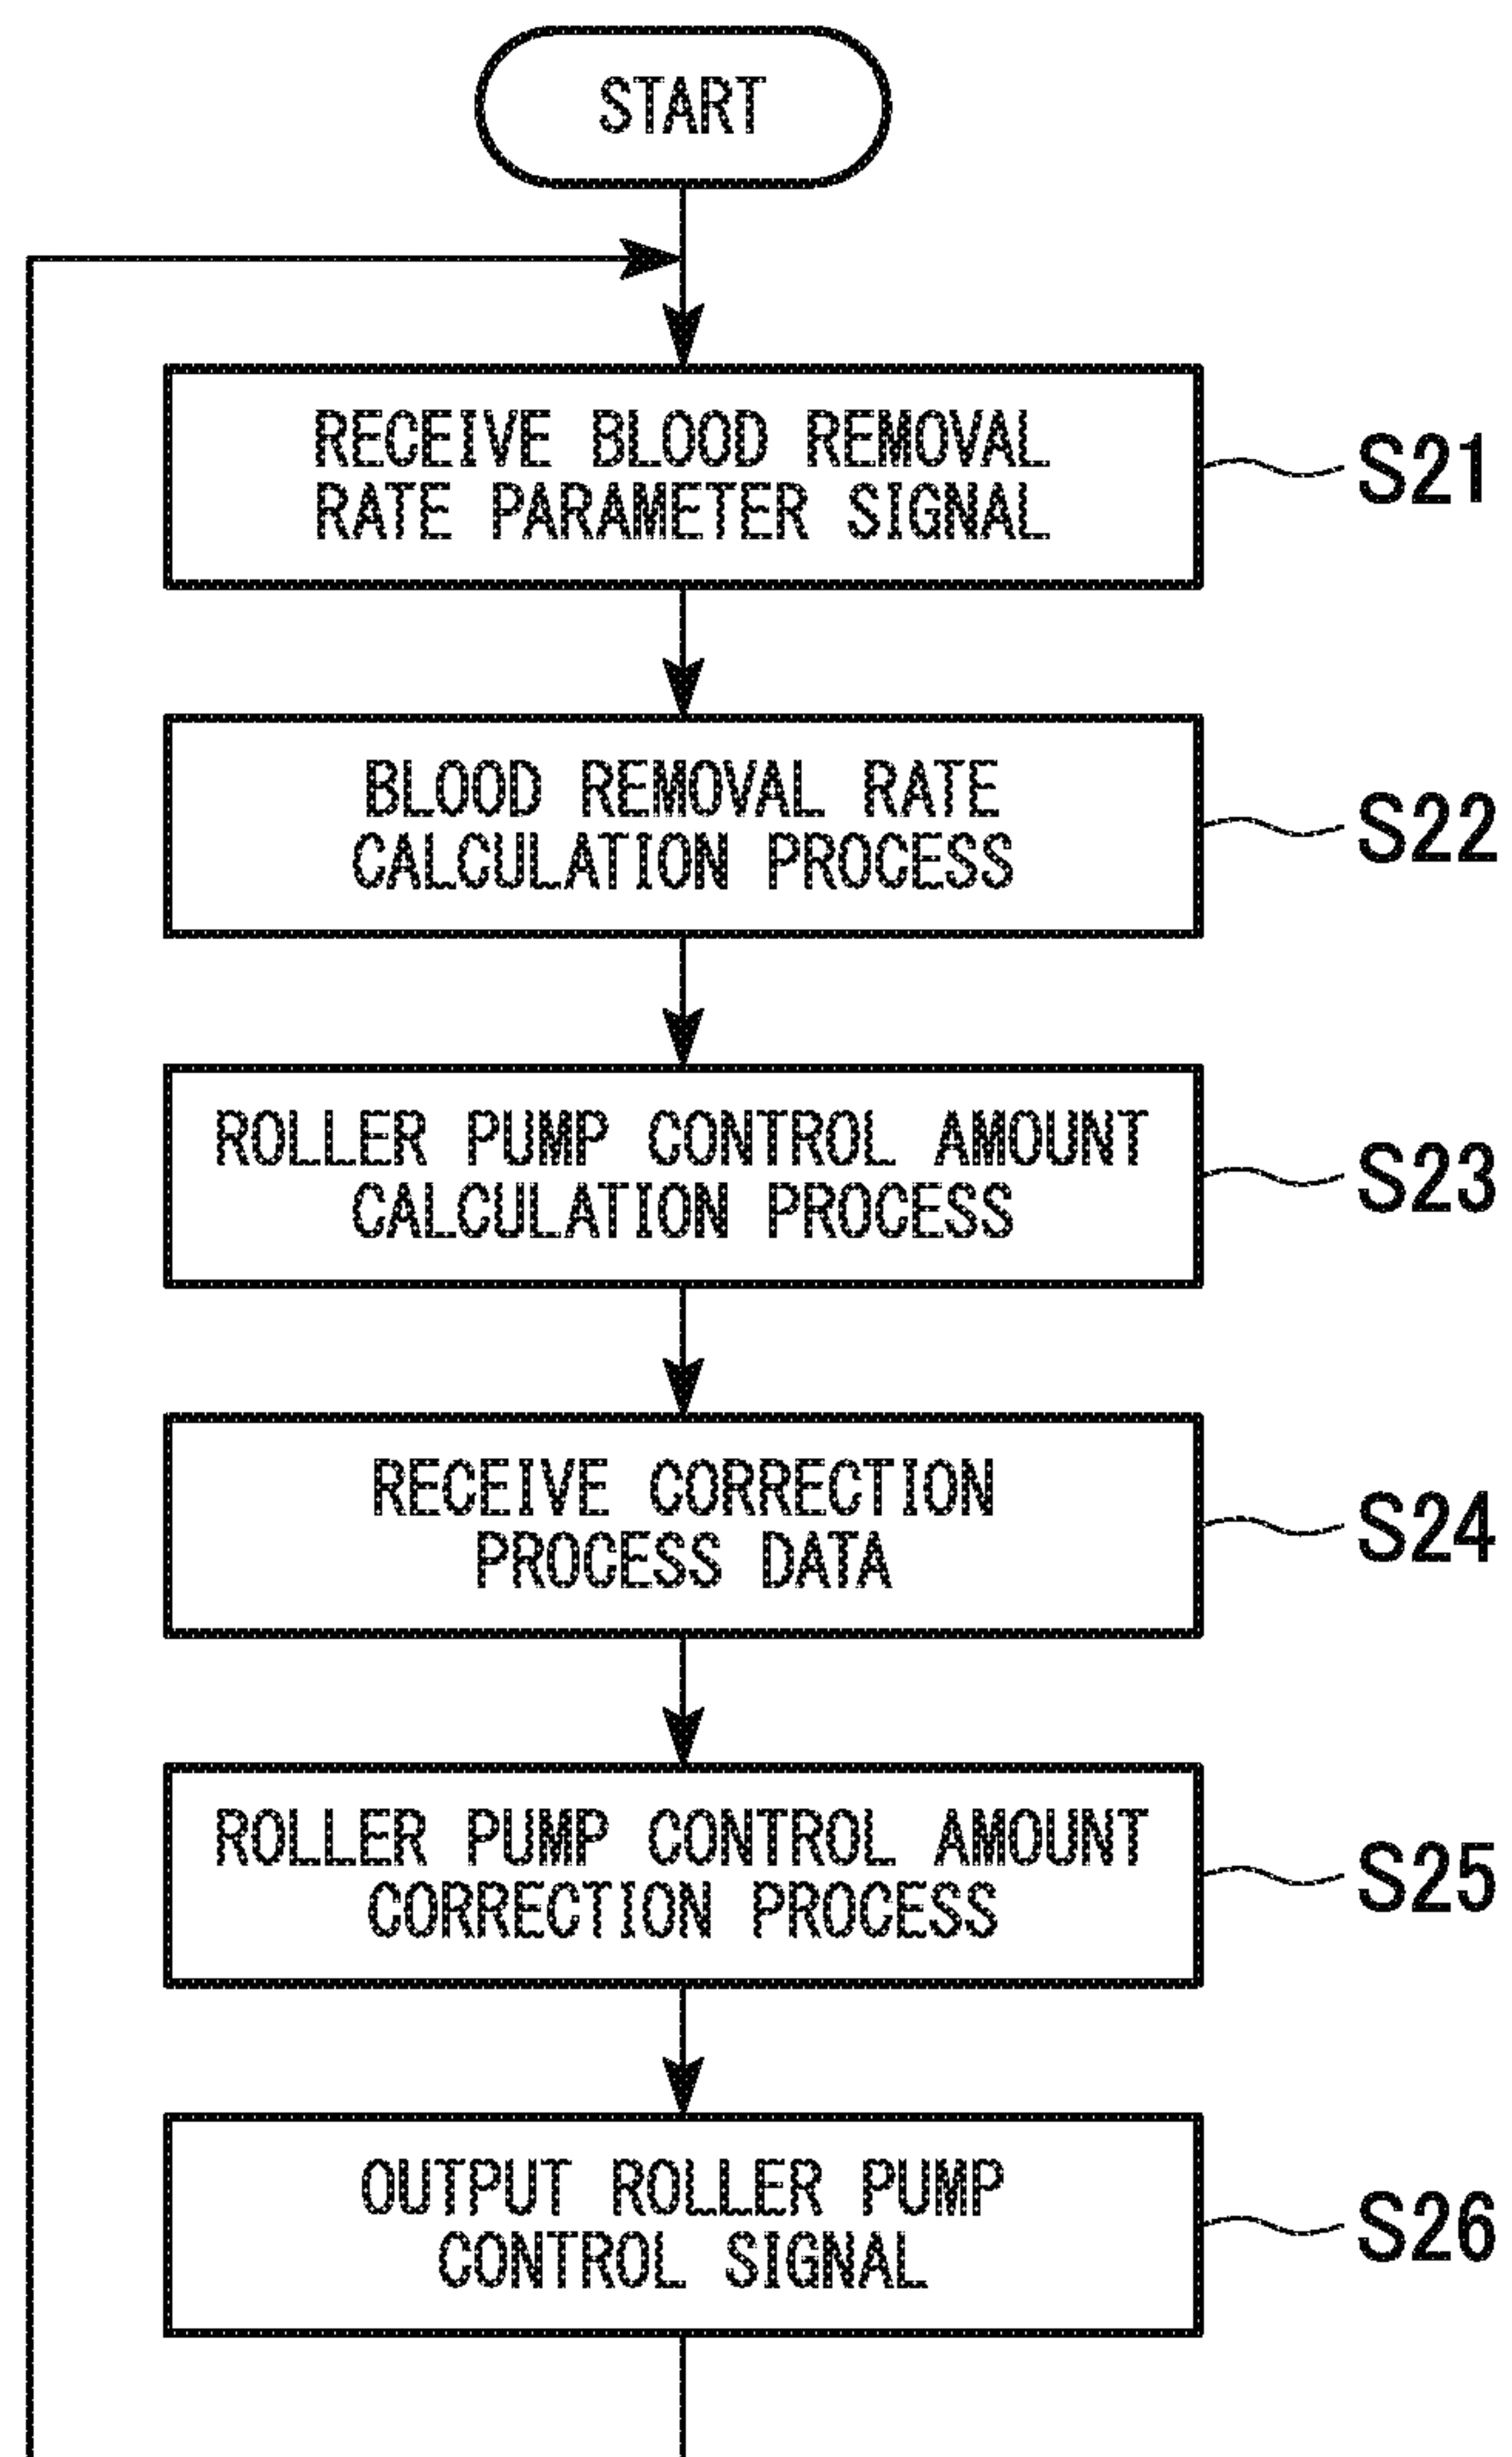 START
RECEIVE BLOOD REMOVAL
RATE PARAMETER SIGNAL
S21
BLOOD REMOVAL RATE
CALCULATION PROCESS
S22
ROLLER PUMP CONTROL AMOUNT
CALCULATION PROCESS
S23
RECEIVE CORRECTION
PROCESS DATA
S24
ROLLER PUMP CONTROL AMOUNT
CORRECTION PROCESS
S25
OUTPUT ROLLER PUMP
CONTROL SIGNAL
S26